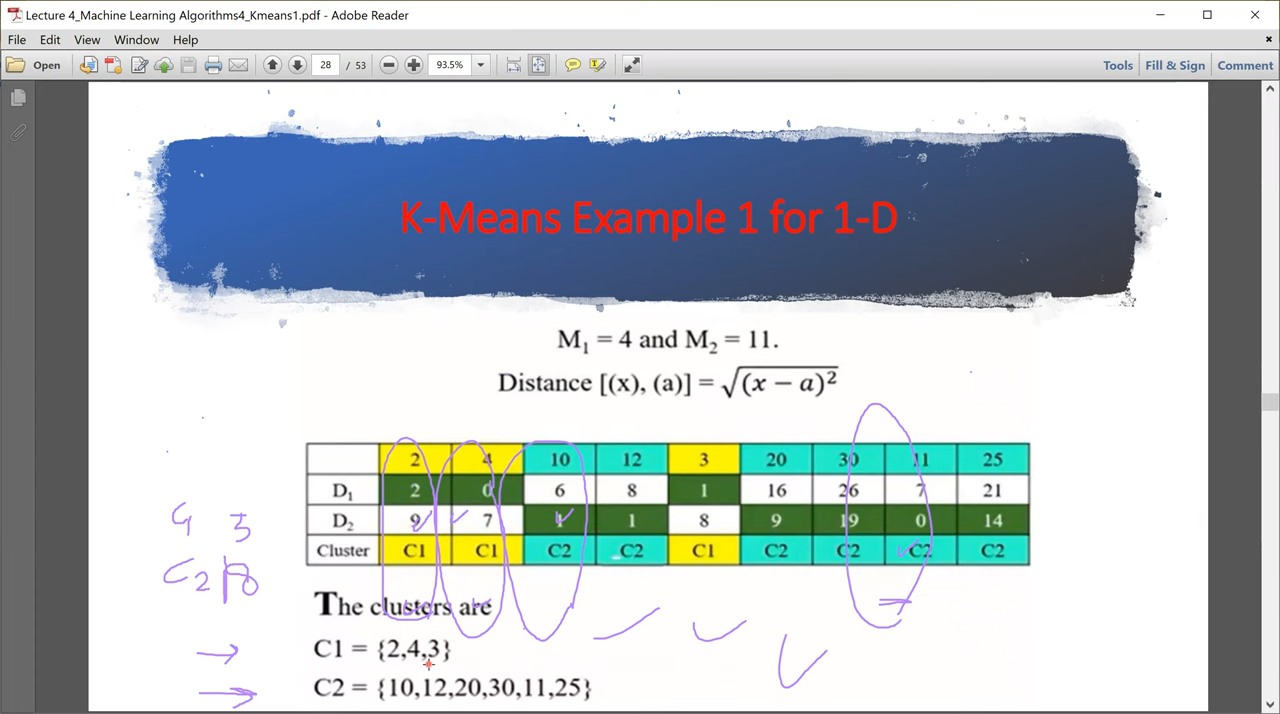 Lecture 4_Machine Learning Algorithms4_Kmeans1.pdf - Adobe Reader
File Edit View Window Help
Open 28 / 53 93.5% Tools Fill & Sign Comment
K-Means Example 1 for 1-D
M₁ = 4 and M₂ = 11.
Distance [(x), (a)] = √(x − a)²
2 4 10 12 3 20 30 11 25
D₁ 2 0 6 8 1 16 26 7 21
D₂ 9 7 1 1 8 9 19 0 14
Cluster C1 C1 C2 C2 C1 C2 C2 C2 C2
The clusters are
C1 = {2,4,3}
C2 = {10,12,20,30,11,25}